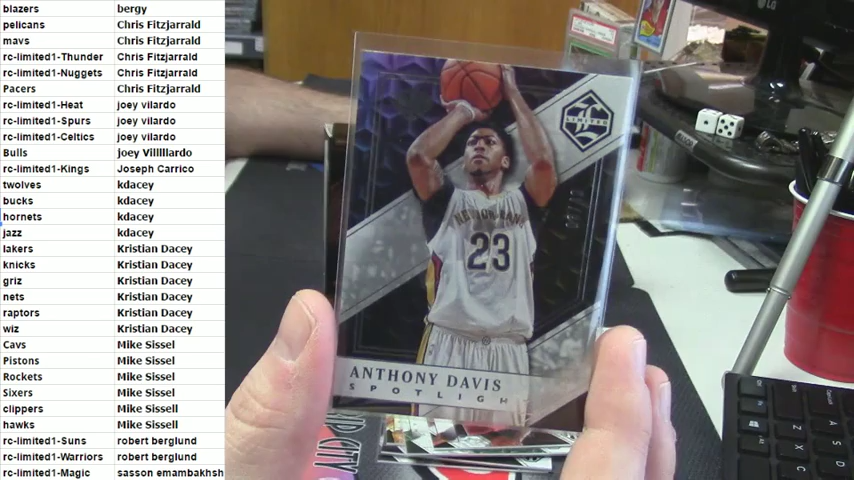 blazers bergy
pelicans Chris Fitzjarrald
mavs Chris Fitzjarrald
rc-limited1-Thunder Chris Fitzjarrald
rc-limited1-Nuggets Chris Fitzjarrald
Pacers Chris Fitzjarrald
rc-limited1-Heat joey vilardo
rc-limited1-Spurs joey vilardo
rc-limited1-Celtics joey vilardo
Bulls joey Villlllardo
rc-limited1-Kings Joseph Carrico
twolves kdacey
bucks kdacey
hornets kdacey
jazz kdacey
lakers Kristian Dacey
knicks Kristian Dacey
griz Kristian Dacey
nets Kristian Dacey
raptors Kristian Dacey
wiz Kristian Dacey
Cavs Mike Sissel
Pistons Mike Sissel
Rockets Mike Sissel
Sixers Mike Sissel
clippers Mike Sissell
hawks Mike Sissell
rc-limited1-Suns robert berglund
rc-limited1-Warriors robert berglund
rc-limited1-Magic sasson emambakhsh
LIMITED
NEW ORLEANS
23
ANTHONY DAVIS
SPOTLIGH
LG
CITY